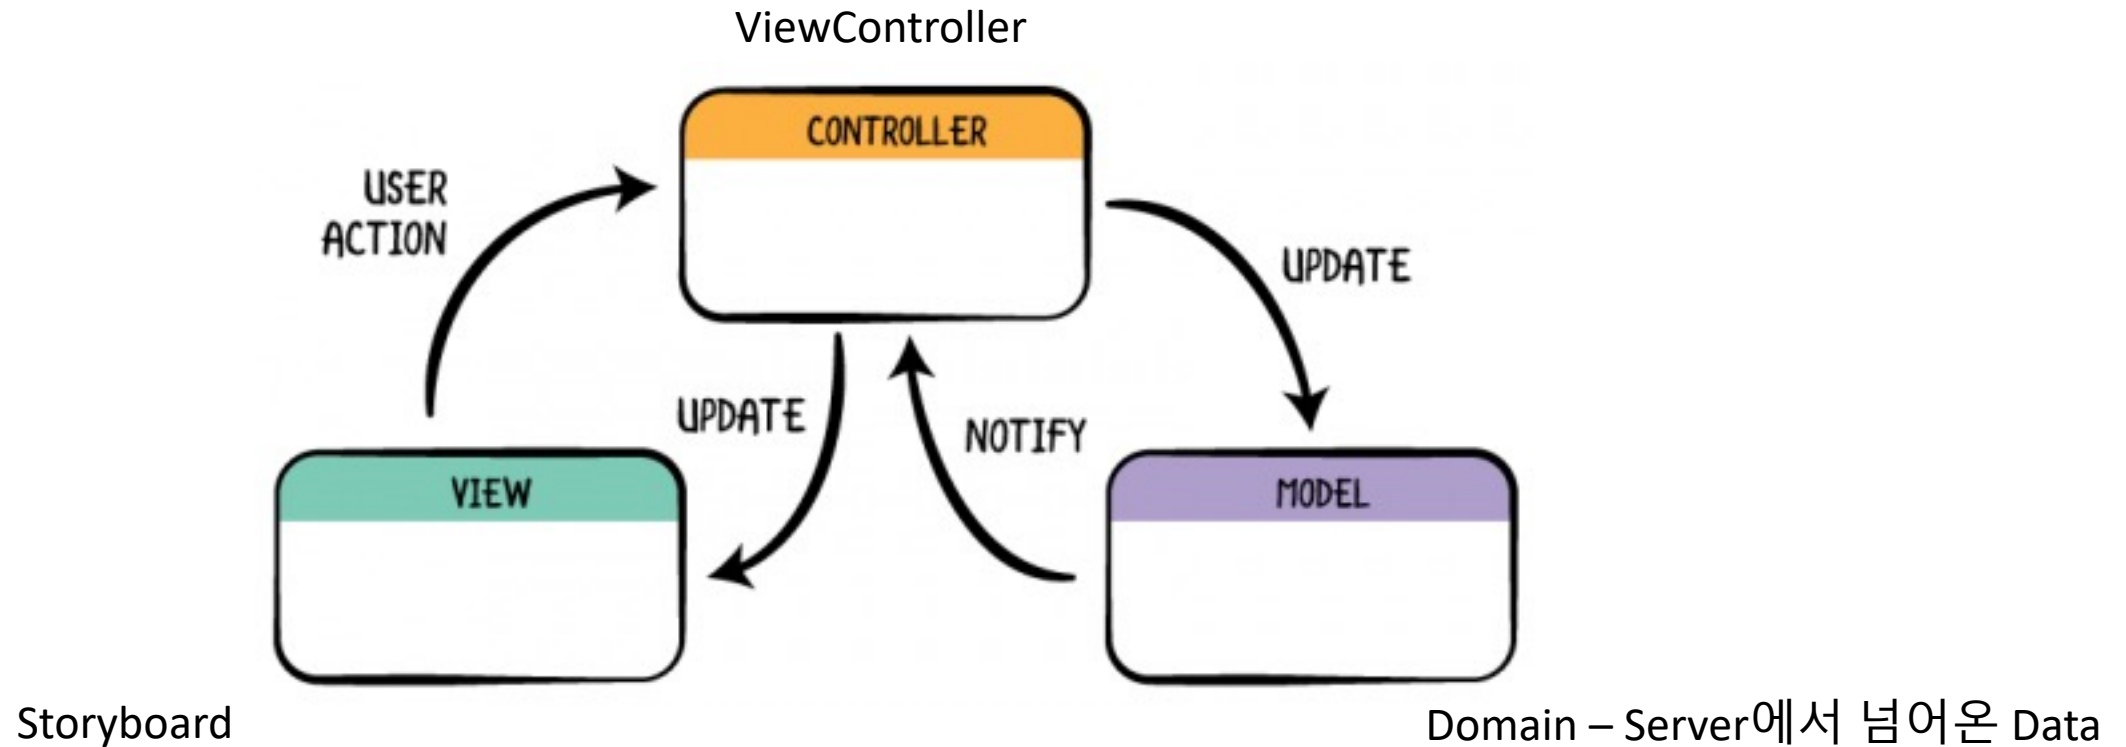 ViewController
CONTROLLER
USER
ACTION
UPDATE
UPDATE
NOTIFY
VIEW
MODEL
Storyboard
Domain – Server에서 넘어온 Data